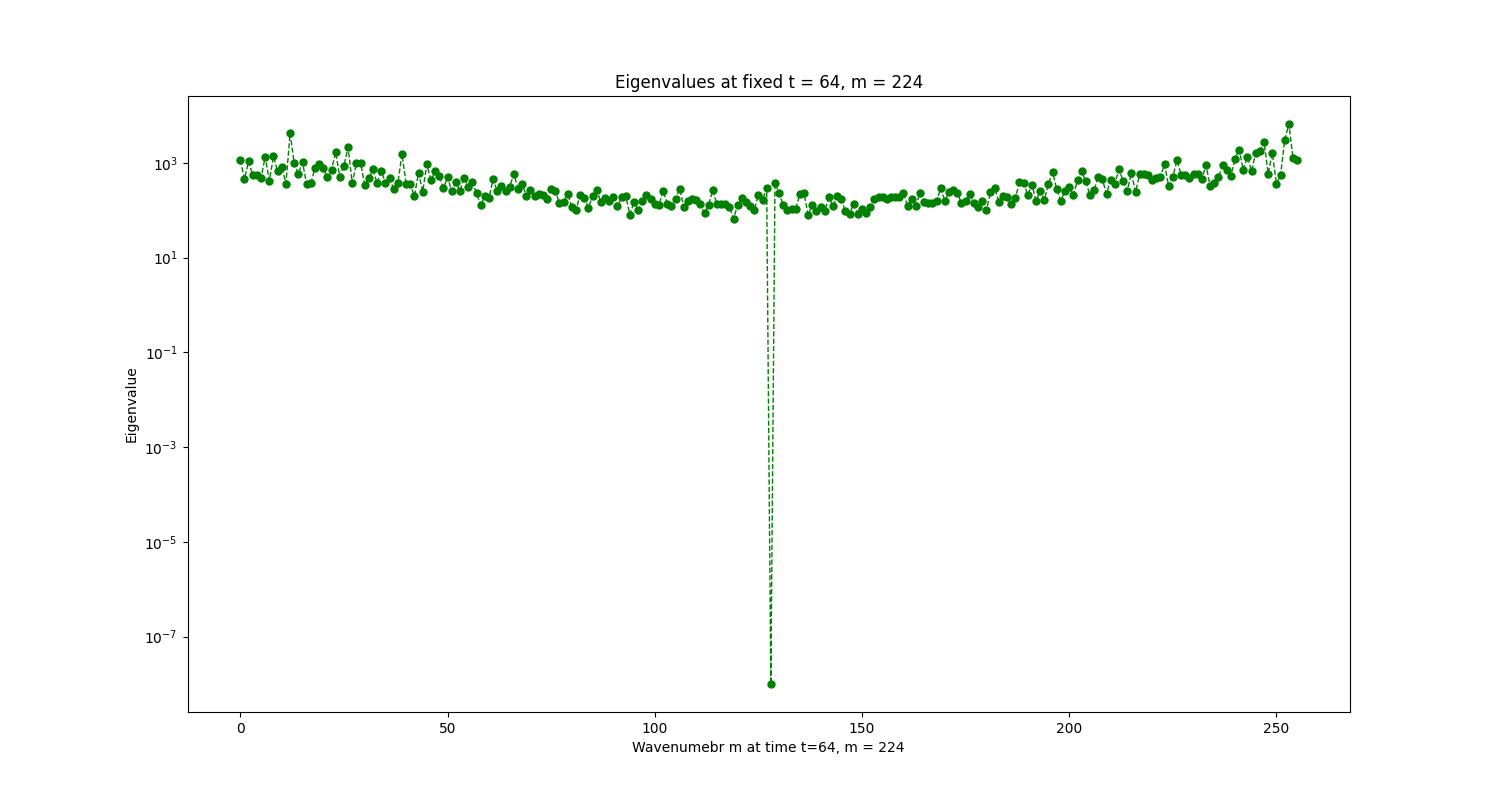 Eigenvalues at fixed t = 64, m = 224
10^3
10^1
10^-1
10^-3
10^-5
10^-7
Eigenvalue
0 50 100 150 200 250
Wavenumebr m at time t=64, m = 224